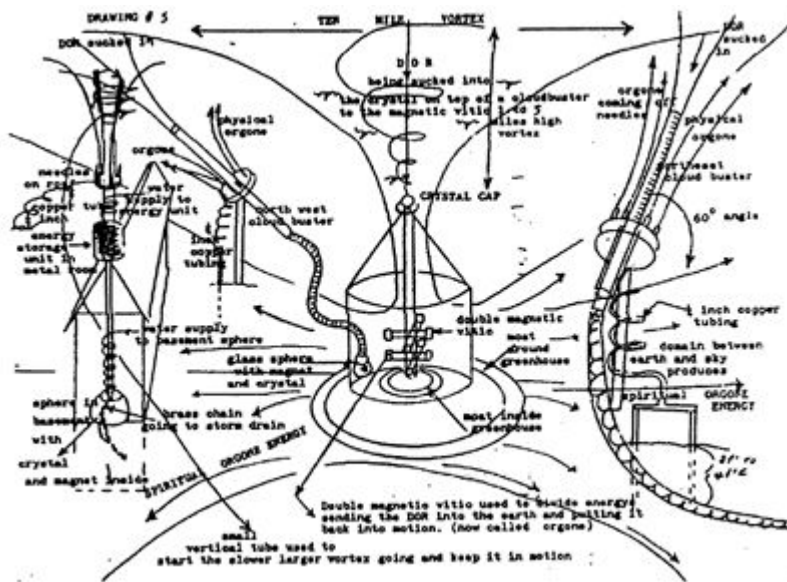 DRAWING # 5
TEN MILE VORTEX
DOR sucked in
DOR
sucked
in
D O R
being sucked into
the crystal on top of a cloudbuster
to the magnetic vitic 1 to 5
miles high
vortex
physical
orgone
orgone
needles
on rod
copper tube
inch
energy
storage
unit in
metal room
water
supply to
energy unit
north west
cloud buster
inch
copper
tubing
CRYSTAL CAP
orgone
coming of
needles
physical
orgone
cloud buster
60° angle
inch copper
tubing
domain between
earth and sky
produces
spiritual ORGONE ENERGY
water supply
to basement sphere
glass sphere
with magnet
and crystal
double magnetic
vitic
moat
around
greenhouse
moat inside
greenhouse
sphere in
basement
with
crystal
and magnet inside
brass chain
going to storm drain
SPIRITUAL ORGONE ENERGY
Double magnetic vitic used to divide energy
sending the DOR into the earth and putting it
back into motion. (now called orgone)
small
vertical tube used to
start the slower larger vortex going and keep it in motion